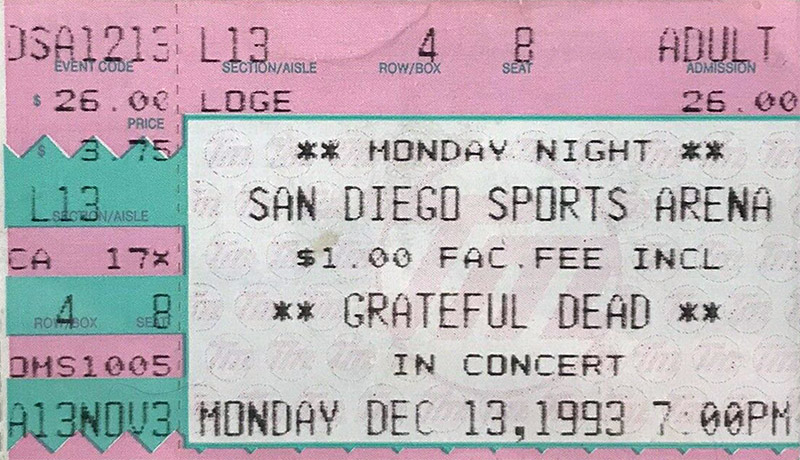 DSA1213 L13 4 8 ADULT
EVENT CODE SECTION/AISLE ROW/BOX SEAT ADMISSION
$ 26.00 LOGE 26.00
PRICE
$ 3.75 ** MONDAY NIGHT **
L13 SAN DIEGO SPORTS ARENA
SECTION/AISLE
CA 17* $1.00 FAC.FEE INCL
4 8 ** GRATEFUL DEAD **
ROW/BOX SEAT
OMS1005 IN CONCERT
A13NOV3 MONDAY DEC 13,1993 7:00PM